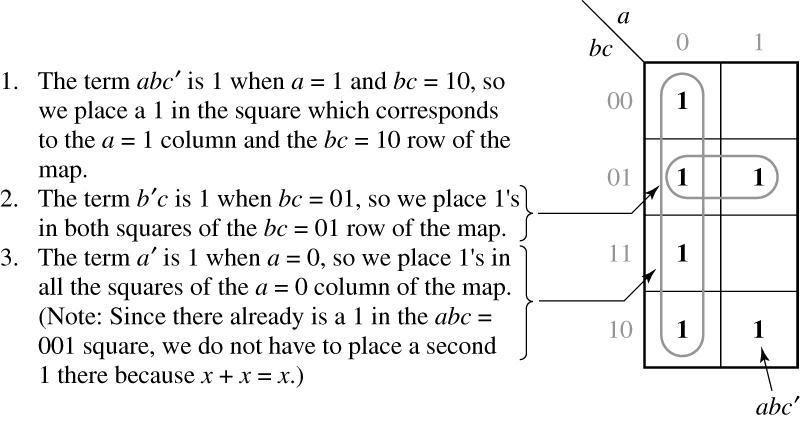 1. The term abc′ is 1 when a = 1 and bc = 10, so
we place a 1 in the square which corresponds
to the a = 1 column and the bc = 10 row of the
map.
2. The term b′c is 1 when bc = 01, so we place 1's
in both squares of the bc = 01 row of the map.
3. The term a′ is 1 when a = 0, so we place 1's in
all the squares of the a = 0 column of the map.
(Note: Since there already is a 1 in the abc =
001 square, we do not have to place a second
1 there because x + x = x.)
a
bc
0 1
00 1
01 1 1
11 1
10 1 1
abc′